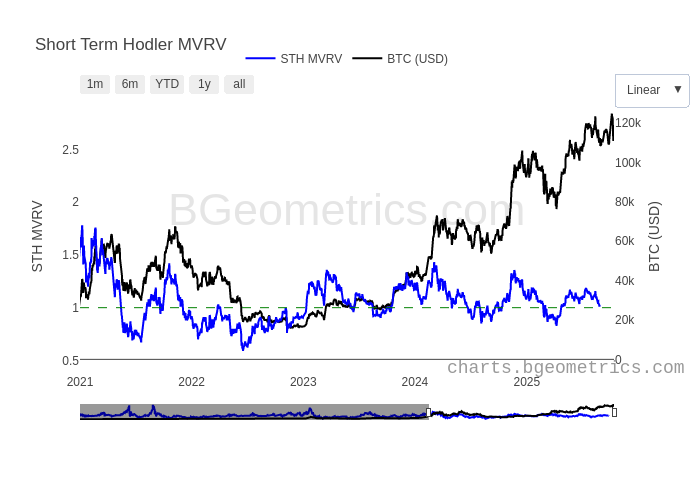 Short Term Hodler MVRV
STH MVRV BTC (USD)
1m 6m YTD 1y all
Linear ▼
120k
2.5
100k
2
80k
BGeometrics.com
STH MVRV
BTC (USD)
1.5
60k
40k
1
20k
0.5
0
charts.bgeometrics.com
2021 2022 2023 2024 2025